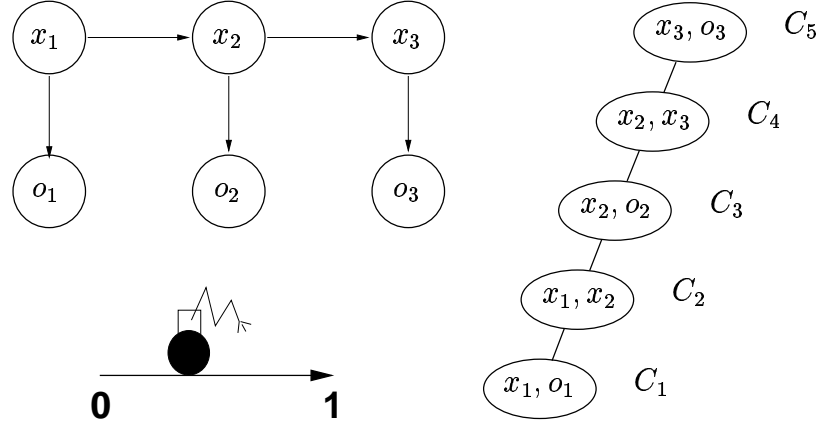 x₁ x₂ x₃
o₁ o₂ o₃
0 1
x₃, o₃ C₅
x₂, x₃ C₄
x₂, o₂ C₃
x₁, x₂ C₂
x₁, o₁ C₁